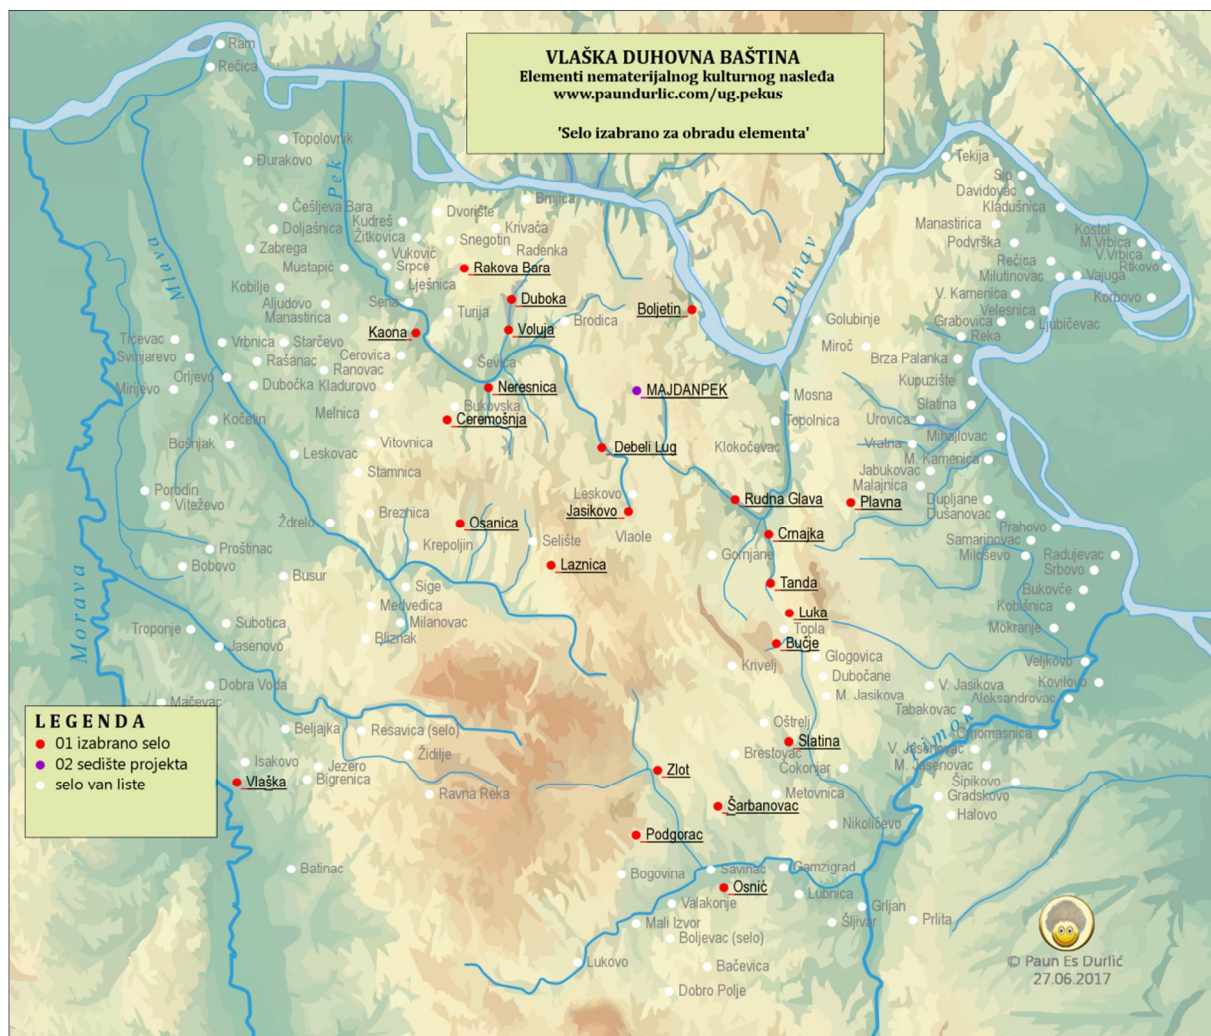 VLAŠKA DUHOVNA BAŠTINA
Elementi nematerijalnog kulturnog nasleđa
www.paundurlic.com/ug.pekus
'Selo izabrano za obradu elementa'
Ram
Rečica
Topolovnik
Đurakovo
Pek
Tekija
Sip
Davidovac
Kladušnica
Brnjica
Dvorište
Češljeva Bara
Kudreš
Krivača
Doljašnica
Žitkovica
Snegotin
Zabrega
Vuković
Radenka
Mustapić
Srpce
Rakova Bara
Mlava
Dunav
Manastirica
Kostol
Podvrška
M.Vrbica
V.Vrbica
Rečica
Rtkovo
Milutinovac
Vajuga
Kobilje
Lješnica
V. Kamenica
Korbovo
Aljudovo
Sena
Duboka
Velesnica
Manastirica
Turija
Boljetin
Golubinje
Grabovica
Ljubičevac
Kaona
Voluja
Brodica
Reka
Tićevac
Vrbnica
Starčevo
Miroč
Svinjarevo
Cerovica
Brza Palanka
Rašanac
Ranovac
Ševica
Orljevo
Kupuzište
Mirijevo
Dubočka
Kladurovo
Neresnica
MAJDANPEK
Mosna
Slatina
Bukovska
Kočetin
Melnica
Ceremošnja
Topolnica
Urovica
Bošnjak
Vitovnica
Debeli Lug
Klokočevac
Vratna
Mihajlovac
Leskovac
M. Kamenica
Stamnica
Jabukovac
Porodin
Leskovo
Malajnica
Viteževo
Rudna Glava
Plavna
Dupljane
Breznica
Jasikovo
Dušanovac
Ždrelo
Osanica
Prahovo
Vlaole
Crnajka
Samarinovac
Proštinac
Krepoljin
Selište
Gornjane
Miloševo
Radujevac
Bobovo
Laznica
Srbovo
Busur
Sige
Tanda
Bukovče
Morava
Medveđica
Luka
Kobišnica
Subotica
Milanovac
Topla
Mokranje
Troponje
Bliznak
Jasenovo
Bučje
Krivelj
Glogovica
Veljkovo
Dobra Voda
Dubočane
Kovilovo
Mačevac
M. Jasikova
V. Jasikova
Aleksandrovac
Tabakovac
LEGENDA
01 izabrano selo
02 sedište projekta
selo van liste
Beljajka
Resavica (selo)
Oštrelj
Timok
Crnomasnica
Slatina
V. Jasenovac
Židilje
Brestovac
Isakovo
Jezero
Čokonjar
M. Jasenovac
Vlaška
Bigrenica
Zlot
Šipikovo
Ravna Reka
Metovnica
Gradskovo
Šarbanovac
Halovo
Podgorac
Nikoličevo
Batinac
Bogovina
Savinac
Gamzigrad
Osnić
Lubnica
Valakonje
Grljan
Mali Izvor
Šljivar
Prlita
Boljevac (selo)
Lukovo
Bačevica
Dobro Polje
© Paun Es Durlić
27.06.2017